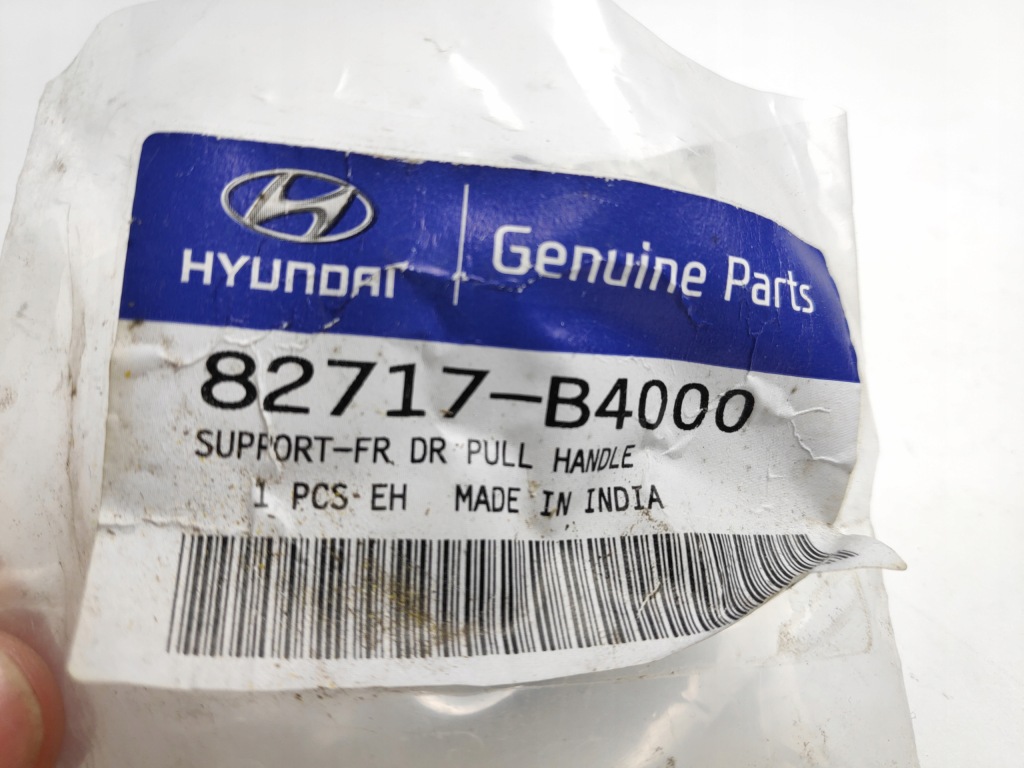 HYUNDAI
Genuine Parts
82717-B4000
SUPPORT-FR DR PULL HANDLE
1 PCS EH MADE IN INDIA